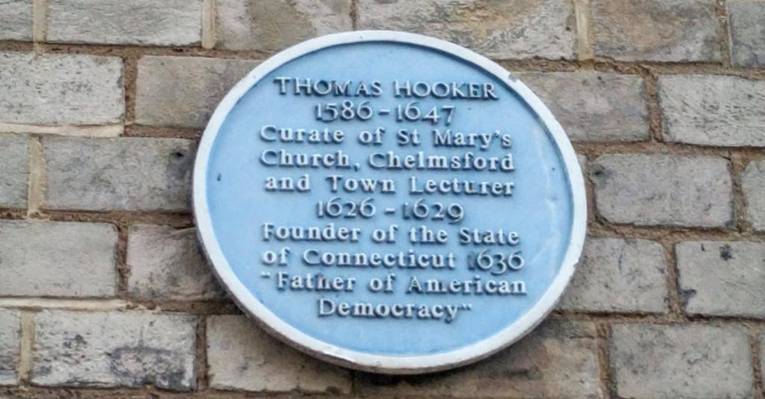 THOMAS HOOKER
1586-1647
Curate of St Mary's
Church, Chelmsford
and Town Lecturer
1626-1629
Founder of the State
of Connecticut 1636
"Father of American
Democracy"